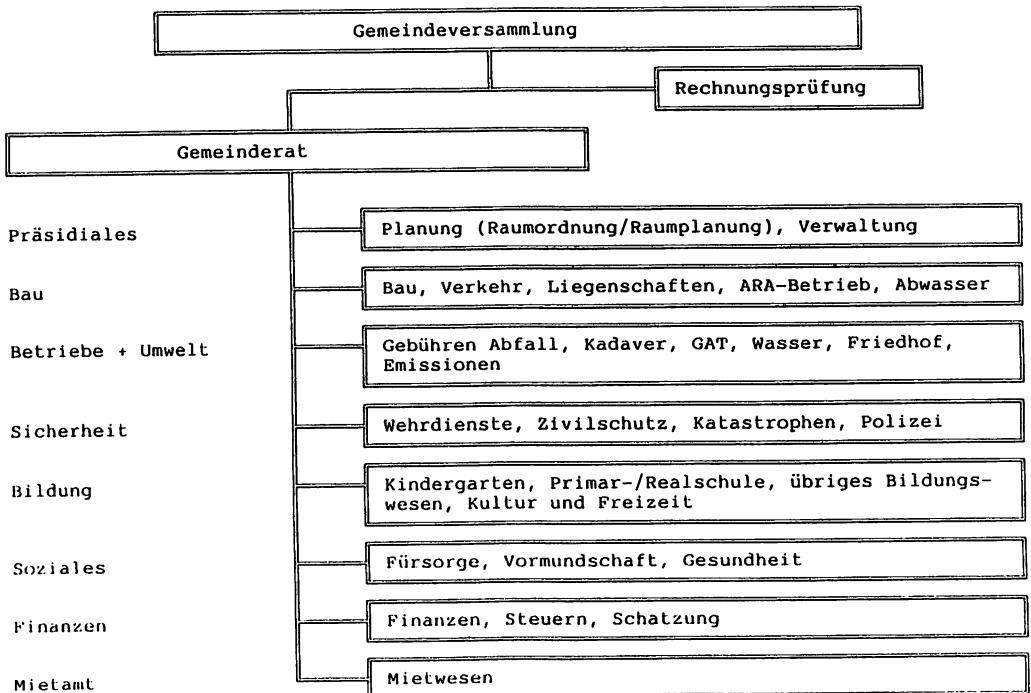 Gemeindeversammlung
Rechnungsprüfung
Gemeinderat
Präsidiales
Planung (Raumordnung/Raumplanung), Verwaltung
Bau
Bau, Verkehr, Liegenschaften, ARA-Betrieb, Abwasser
Betriebe + Umwelt
Gebühren Abfall, Kadaver, GAT, Wasser, Friedhof,
Emissionen
Sicherheit
Wehrdienste, Zivilschutz, Katastrophen, Polizei
Bildung
Kindergarten, Primar-/Realschule, übriges Bildungs-
wesen, Kultur und Freizeit
Soziales
Fürsorge, Vormundschaft, Gesundheit
Finanzen
Finanzen, Steuern, Schatzung
Mietamt
Mietwesen